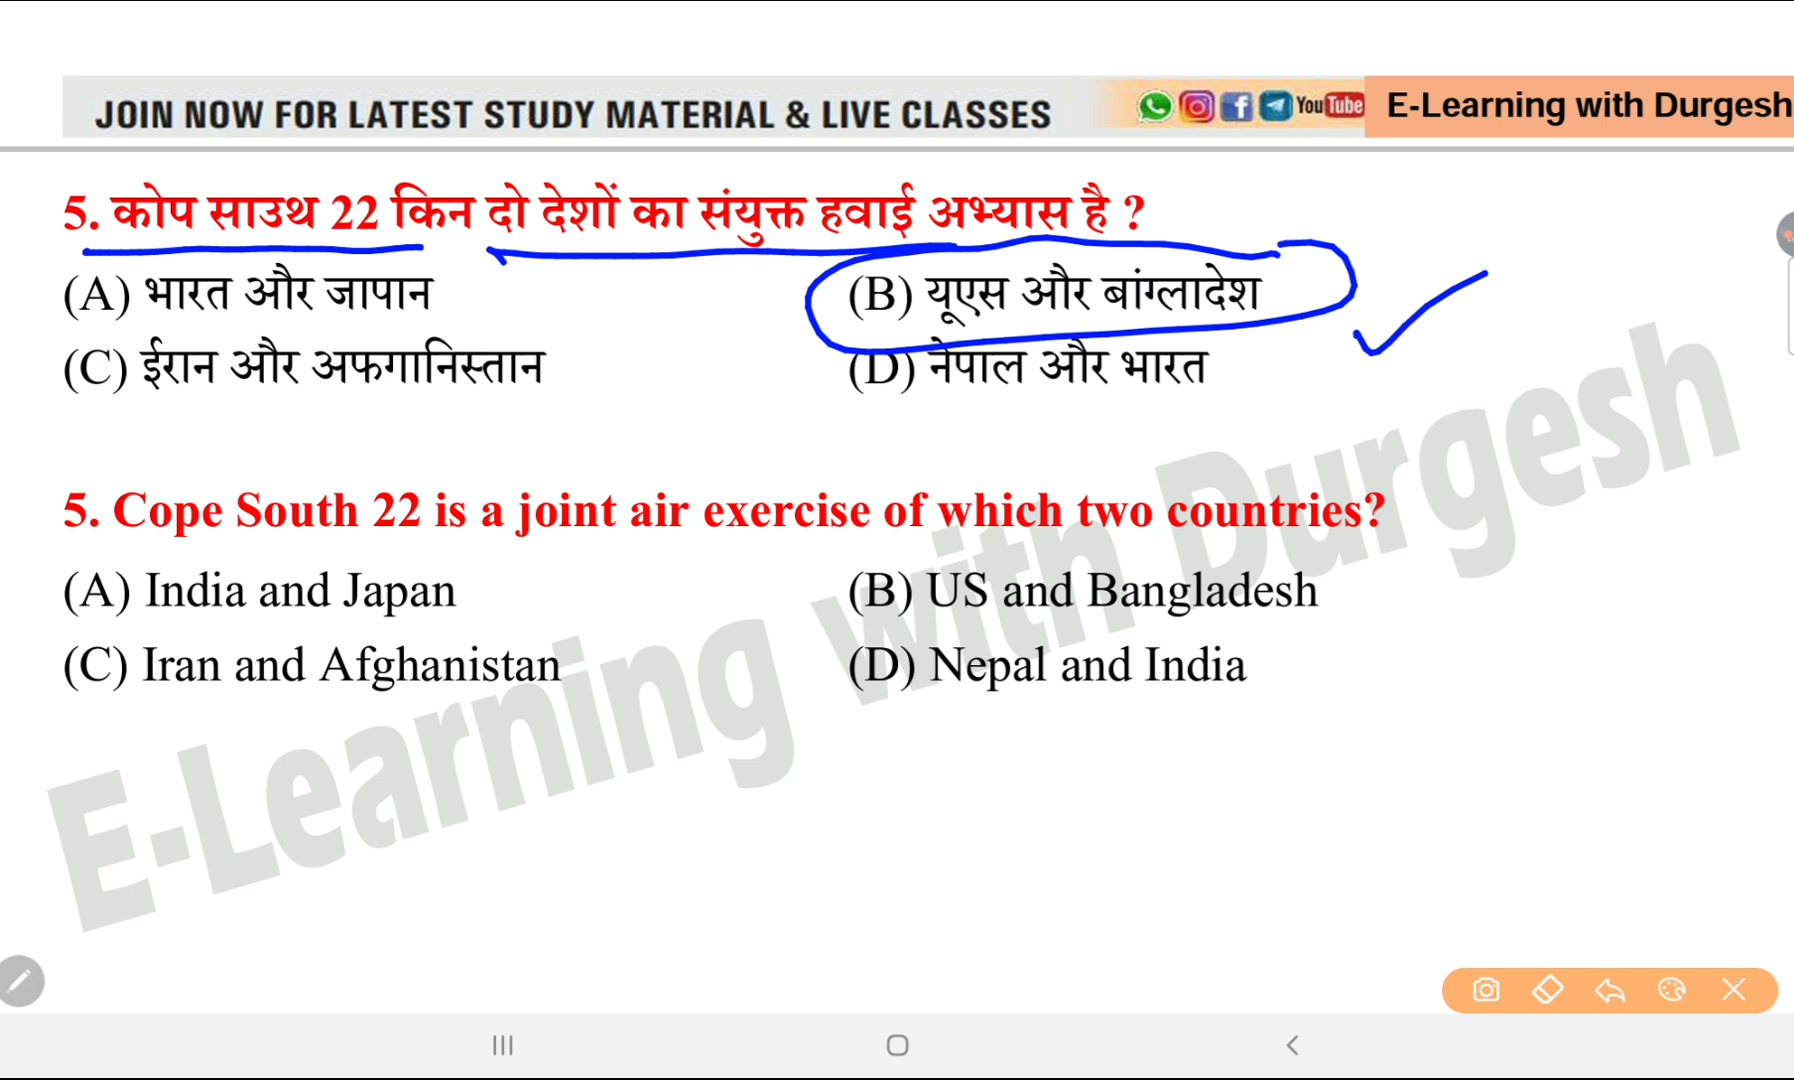 JOIN NOW FOR LATEST STUDY MATERIAL & LIVE CLASSES YouTube E-Learning with Durgesh
5. कोप साउथ 22 किन दो देशों का संयुक्त हवाई अभ्यास है ?
(A) भारत और जापान (B) यूएस और बांग्लादेश
(C) ईरान और अफगानिस्तान (D) नेपाल और भारत
5. Cope South 22 is a joint air exercise of which two countries?
(A) India and Japan (B) US and Bangladesh
(C) Iran and Afghanistan (D) Nepal and India
E-Learning with Durgesh